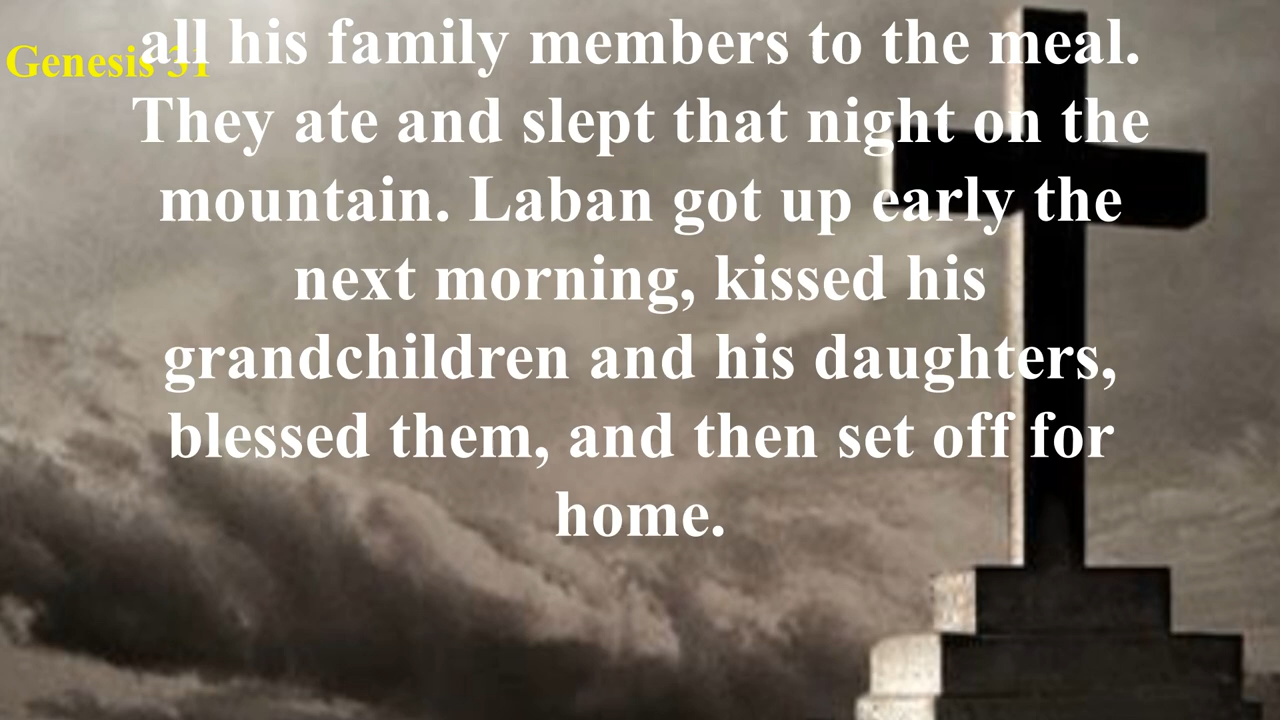 Genesis 31
all his family members to the meal.
They ate and slept that night on the
mountain. Laban got up early the
next morning, kissed his
grandchildren and his daughters,
blessed them, and then set off for
home.